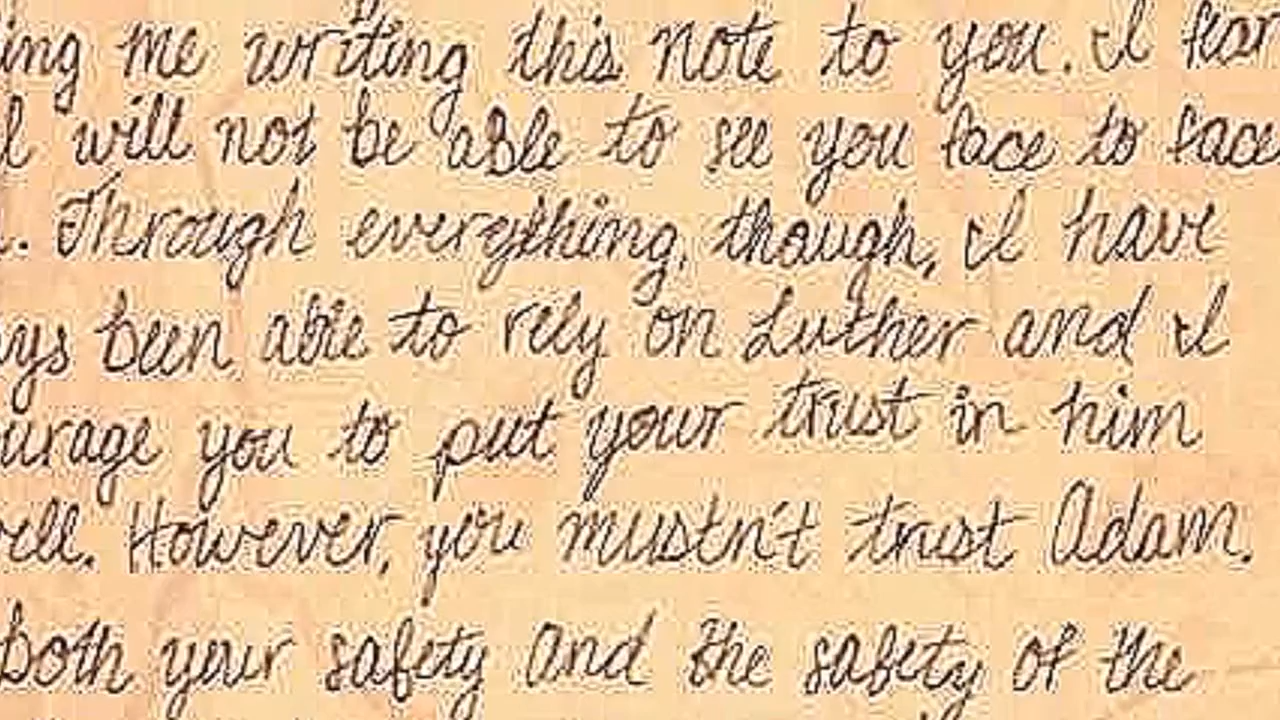 ing me writing this note to you. I fear
I will not be able to see you face to face
. Through everything, though, I have
ays been able to rely on Luther and I
urage you to put your trust in him
ell. However, you mustn't trust Adam.
both your safety and the safety of the